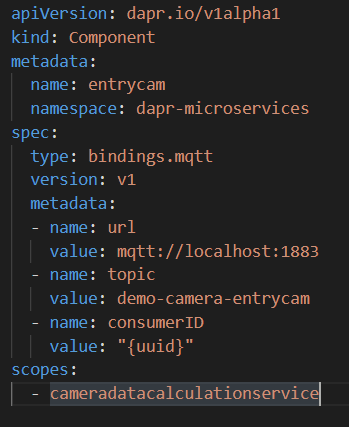 apiVersion: dapr.io/v1alpha1
kind: Component
metadata:
  name: entrycam
  namespace: dapr-microservices
spec:
  type: bindings.mqtt
  version: v1
  metadata:
  - name: url
    value: mqtt://localhost:1883
  - name: topic
    value: demo-camera-entrycam
  - name: consumerID
    value: "{uuid}"
scopes:
  - cameradatacalculationservice